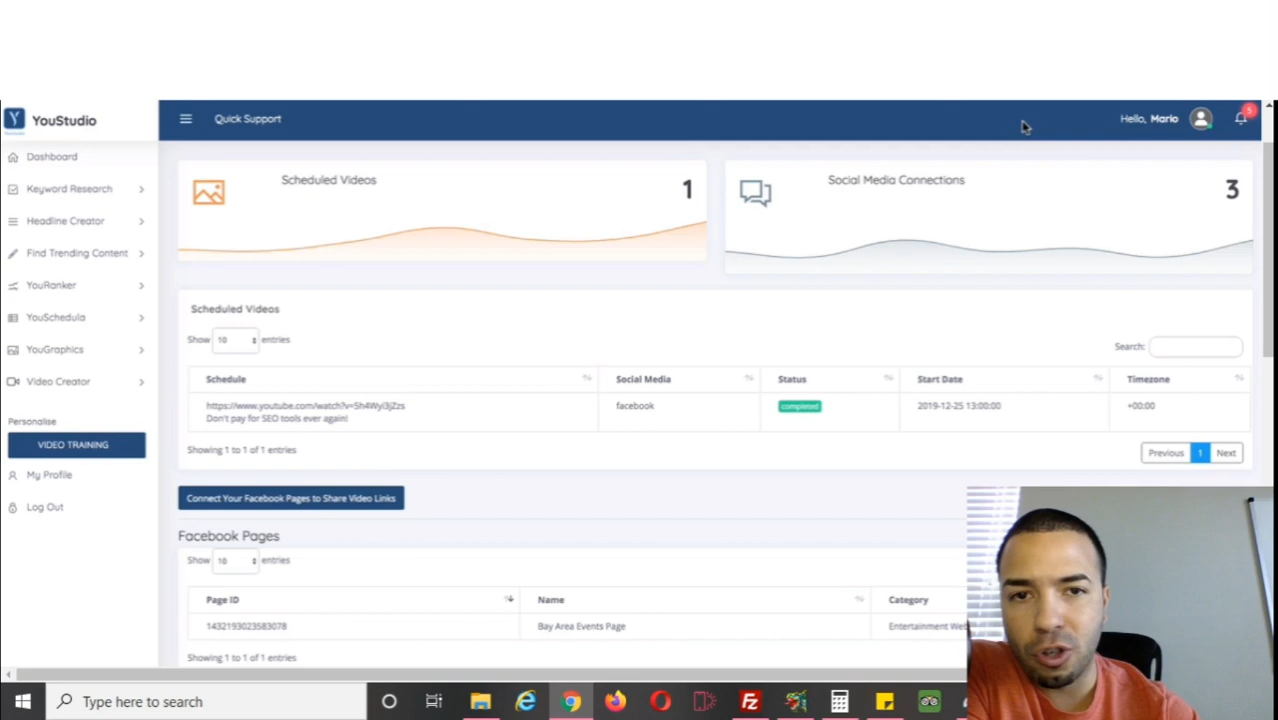 YouStudio
Quick Support
Hello, Mario
5
Dashboard
Keyword Research
Headline Creator
Find Trending Content
YouRanker
YouSchedula
YouGraphics
Video Creator
Personalise
VIDEO TRAINING
My Profile
Log Out
Scheduled Videos
1
Social Media Connections
3
Scheduled Videos
Show 10 entries
Search:
Schedule Social Media Status Start Date Timezone
https://www.youtube.com/watch?v=5h4Wyi3jZzs facebook completed 2019-12-25 13:00:00 +00:00
Don't pay for SEO tools ever again!
Showing 1 to 1 of 1 entries
Previous 1 Next
Connect Your Facebook Pages to Share Video Links
Facebook Pages
Show 10 entries
Page ID Name Category
1432193023583078 Bay Area Events Page Entertainment
Showing 1 to 1 of 1 entries
Type here to search